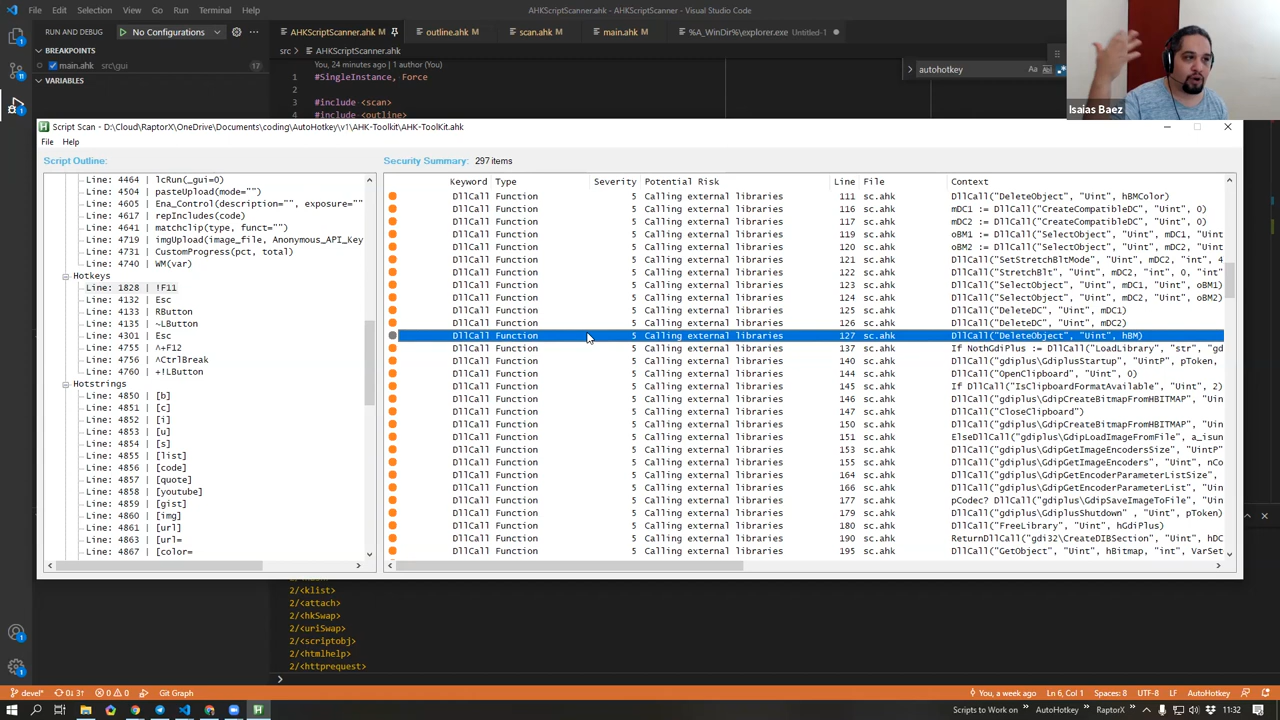 File Edit Selection View Go Run Terminal Help
AHKScriptScanner.ahk - AHKScriptScanner - Visual Studio Code
RUN AND DEBUG No Configurations
AHKScriptScanner.ahk M
outline.ahk M
scan.ahk M
main.ahk M
%A_WinDir%\explorer.exe Untitled-1
BREAKPOINTS
src > AHKScriptScanner.ahk
main.ahk src\gui 17
You, 24 minutes ago | 1 author (You)
VARIABLES
1 #SingleInstance, Force
autohotkey
2
3 #include <scan>
4 #include <outline>
Isaias Baez
Script Scan - D:\Cloud\RaptorX\OneDrive\Documents\coding\AutoHotkey\v1\AHK-Toolkit\AHK-ToolKit.ahk
File Help
Script Outline:
Line: 4464 | lcRun(_gui=0)
Line: 4504 | pasteUpload(mode="")
Line: 4605 | Ena_Control(description="", exposure=""
Line: 4617 | repIncludes(code)
Line: 4641 | matchclip(type, funct="")
Line: 4719 | imgUpload(image_file, Anonymous_API_Key
Line: 4731 | CustomProgress(pct, total)
Line: 4740 | WM(var)
Hotkeys
Line: 1828 | !F11
Line: 4132 | Esc
Line: 4133 | RButton
Line: 4135 | ~LButton
Line: 4301 | Esc
Line: 4755 | ^+F12
Line: 4756 | ^CtrlBreak
Line: 4760 | +!LButton
Hotstrings
Line: 4850 | [b]
Line: 4851 | [c]
Line: 4852 | [i]
Line: 4853 | [u]
Line: 4854 | [s]
Line: 4855 | [list]
Line: 4856 | [code]
Line: 4857 | [quote]
Line: 4858 | [youtube]
Line: 4859 | [gist]
Line: 4860 | [img]
Line: 4861 | [url]
Line: 4863 | [url=
Line: 4867 | [color=
Security Summary: 297 items
Keyword Type Severity Potential Risk Line File Context
DllCall Function 5 Calling external libraries 111 sc.ahk DllCall("DeleteObject", "Uint", hBMColor)
DllCall Function 5 Calling external libraries 116 sc.ahk mDC1 := DllCall("CreateCompatibleDC", "Uint", 0)
DllCall Function 5 Calling external libraries 117 sc.ahk mDC2 := DllCall("CreateCompatibleDC", "Uint", 0)
DllCall Function 5 Calling external libraries 119 sc.ahk oBM1 := DllCall("SelectObject", "Uint", mDC1, "Uint
DllCall Function 5 Calling external libraries 120 sc.ahk oBM2 := DllCall("SelectObject", "Uint", mDC2, "Uint
DllCall Function 5 Calling external libraries 121 sc.ahk DllCall("SetStretchBltMode", "Uint", mDC2, "int", 4
DllCall Function 5 Calling external libraries 122 sc.ahk DllCall("StretchBlt", "Uint", mDC2, "int", 0, "int"
DllCall Function 5 Calling external libraries 123 sc.ahk DllCall("SelectObject", "Uint", mDC1, "Uint", oBM1)
DllCall Function 5 Calling external libraries 124 sc.ahk DllCall("SelectObject", "Uint", mDC2, "Uint", oBM2)
DllCall Function 5 Calling external libraries 125 sc.ahk DllCall("DeleteDC", "Uint", mDC1)
DllCall Function 5 Calling external libraries 126 sc.ahk DllCall("DeleteDC", "Uint", mDC2)
DllCall Function 5 Calling external libraries 127 sc.ahk DllCall("DeleteObject", "Uint", hBM)
DllCall Function 5 Calling external libraries 137 sc.ahk If NothGdiPlus := DllCall("LoadLibrary", "str", "gd
DllCall Function 5 Calling external libraries 140 sc.ahk DllCall("gdiplus\GdiplusStartup", "UintP", pToken,
DllCall Function 5 Calling external libraries 144 sc.ahk DllCall("OpenClipboard", "Uint", 0)
DllCall Function 5 Calling external libraries 145 sc.ahk If DllCall("IsClipboardFormatAvailable", "Uint", 2)
DllCall Function 5 Calling external libraries 146 sc.ahk DllCall("gdiplus\GdipCreateBitmapFromHBITMAP", "Uin
DllCall Function 5 Calling external libraries 147 sc.ahk DllCall("CloseClipboard")
DllCall Function 5 Calling external libraries 150 sc.ahk DllCall("gdiplus\GdipCreateBitmapFromHBITMAP", "Uin
DllCall Function 5 Calling external libraries 151 sc.ahk ElseDllCall("gdiplus\GdipLoadImageFromFile", a_isun
DllCall Function 5 Calling external libraries 153 sc.ahk DllCall("gdiplus\GdipGetImageEncodersSize", "UintP"
DllCall Function 5 Calling external libraries 155 sc.ahk DllCall("gdiplus\GdipGetImageEncoders", "Uint", nCo
DllCall Function 5 Calling external libraries 164 sc.ahk DllCall("gdiplus\GdipGetEncoderParameterListSize",
DllCall Function 5 Calling external libraries 166 sc.ahk DllCall("gdiplus\GdipGetEncoderParameterList", "Uin
DllCall Function 5 Calling external libraries 177 sc.ahk pCodec? DllCall("gdiplus\GdipSaveImageToFile", "Uin
DllCall Function 5 Calling external libraries 179 sc.ahk DllCall("gdiplus\GdiplusShutdown" , "Uint", pToken)
DllCall Function 5 Calling external libraries 180 sc.ahk DllCall("FreeLibrary", "Uint", hGdiPlus)
DllCall Function 5 Calling external libraries 190 sc.ahk ReturnDllCall("gdi32\CreateDIBSection", "Uint", hDC
DllCall Function 5 Calling external libraries 195 sc.ahk DllCall("GetObject", "Uint", hBitmap, "int", VarSet
2/<klist>
2/<attach>
2/<hkSwap>
2/<uriSwap>
2/<scriptobj>
2/<htmlhelp>
2/<httprequest>
>
devel* 0↓ 3↑ 0 0 Git Graph
You, a week ago Ln 6, Col 1 Spaces: 8 UTF-8 LF AutoHotkey
Scripts to Work on AutoHotkey RaptorX 11:32